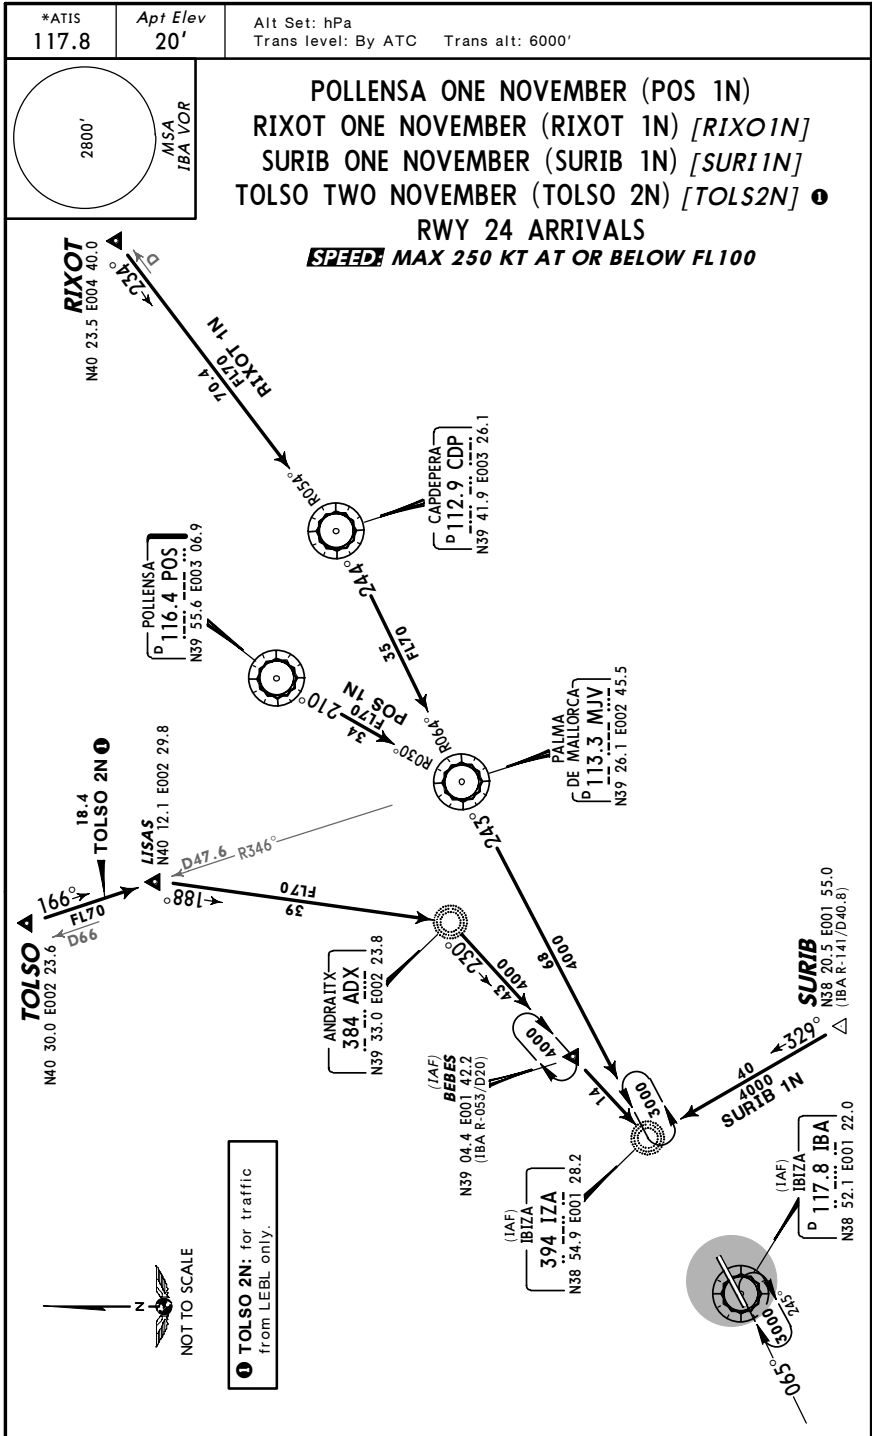 *ATIS
117.8
Apt Elev
20'
Alt Set: hPa
Trans level: By ATC Trans alt: 6000'
2800'
MSA
IBA VOR
POLLENSA ONE NOVEMBER (POS 1N)
RIXOT ONE NOVEMBER (RIXOT 1N) [RIXO1N]
SURIB ONE NOVEMBER (SURIB 1N) [SURI1N]
TOLSO TWO NOVEMBER (TOLSO 2N) [TOLS2N] ❶
RWY 24 ARRIVALS
SPEED: MAX 250 KT AT OR BELOW FL100
RIXOT
N40 23.5 E004 40.0
234°
D
RIXOT 1N
FL70
70.4
R054°
CAPDEPERA
D 112.9 CDP
N39 41.9 E003 26.1
244°
FL70
35
R064°
POLLENSA
D 116.4 POS
N39 55.6 E003 06.9
210°
POS 1N
FL70
34
R030°
PALMA
DE MALLORCA
D 113.3 MJV
N39 26.1 E002 45.5
243°
4000
68
18.4
TOLSO 2N ❶
LISAS
N40 12.1 E002 29.8
D47.6 R346°
166°
FL70
D66
TOLSO
N40 30.0 E002 23.6
188°
FL70
39
ANDRAITX
384 ADX
N39 33.0 E002 23.8
230°
4000
43
4000
(IAF)
BEBES
N39 04.4 E001 42.2
(IBA R-053/D20)
14
3000
(IAF)
IBIZA
394 IZA
N38 54.9 E001 28.2
SURIB
N38 20.5 E001 55.0
(IBA R-141/D40.8)
329°
40
4000
SURIB 1N
(IAF)
IBIZA
D 117.8 IBA
N38 52.1 E001 22.0
245°
3000
065°
N
NOT TO SCALE
❶ TOLSO 2N: for traffic
from LEBL only.